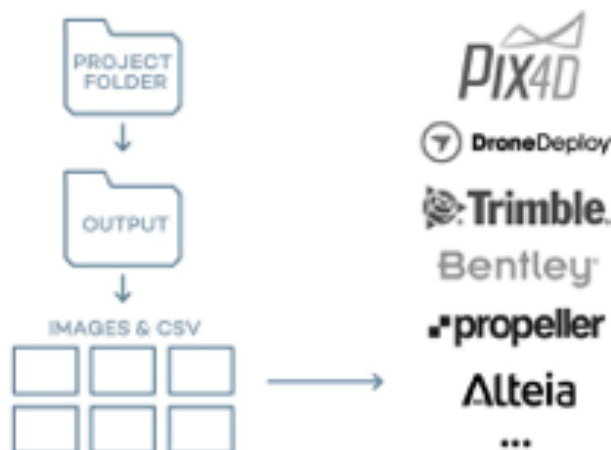 PROJECT
FOLDER
OUTPUT
IMAGES & CSV
PIX4D
DroneDeploy
Trimble.
Bentley
propeller
Alteia
...